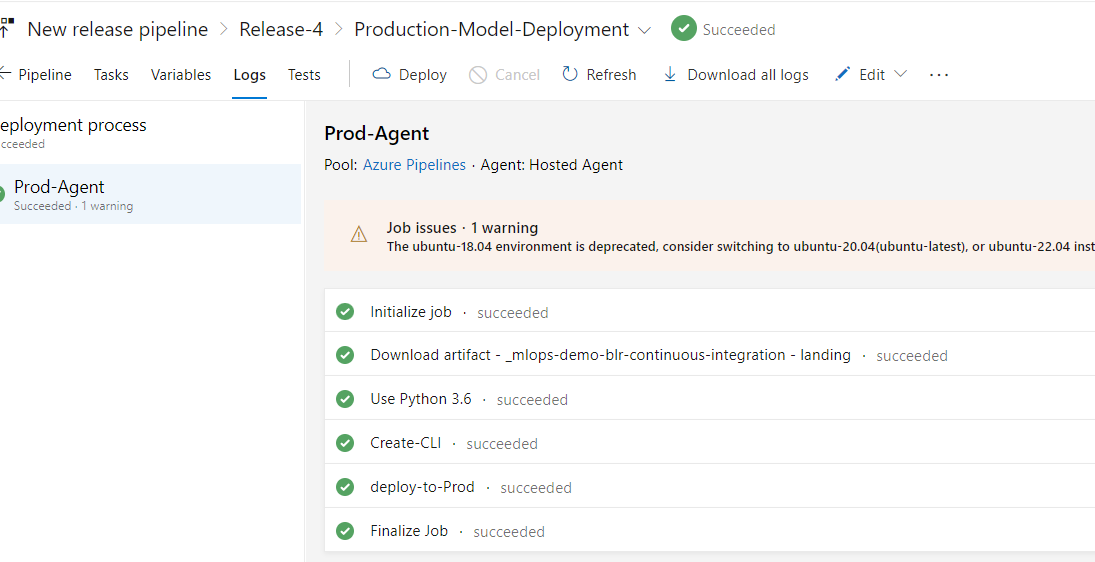 New release pipeline > Release-4 > Production-Model-Deployment Succeeded
Pipeline Tasks Variables Logs Tests Deploy Cancel Refresh Download all logs Edit ...
eployment process
cceeded
Prod-Agent
Succeeded · 1 warning
Prod-Agent
Pool: Azure Pipelines · Agent: Hosted Agent
Job issues · 1 warning
The ubuntu-18.04 environment is deprecated, consider switching to ubuntu-20.04(ubuntu-latest), or ubuntu-22.04 inst
Initialize job · succeeded
Download artifact - _mlops-demo-blr-continuous-integration - landing · succeeded
Use Python 3.6 · succeeded
Create-CLI · succeeded
deploy-to-Prod · succeeded
Finalize Job · succeeded